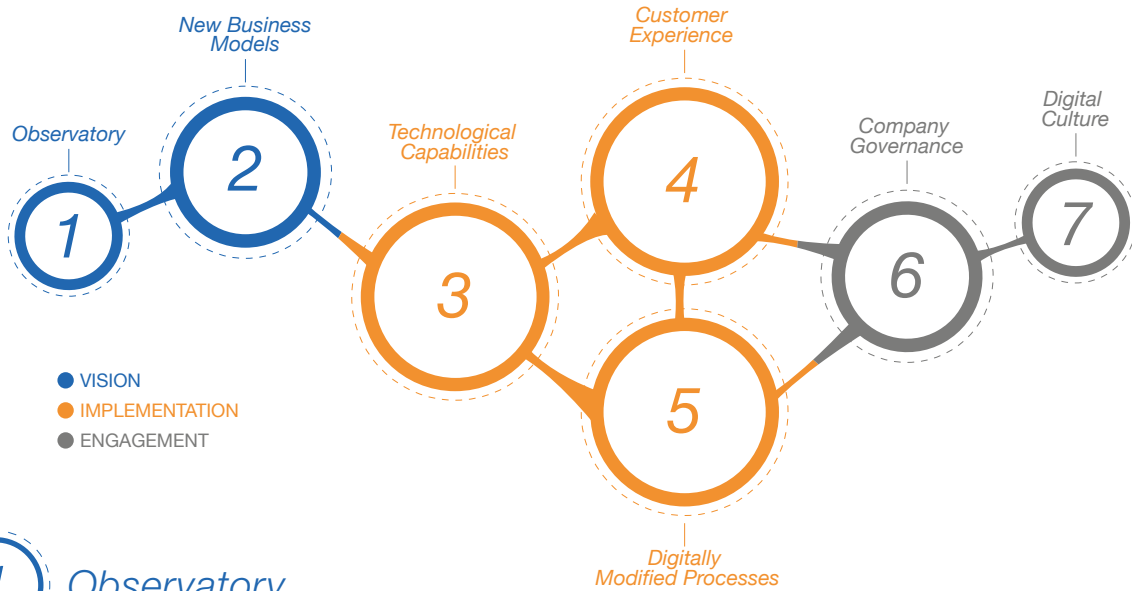 New Business
Models
Customer
Experience
Observatory
Technological
Capabilities
Company
Governance
Digital
Culture
1
2
3
4
5
6
7
VISION
IMPLEMENTATION
ENGAGEMENT
Digitally
Modified Processes
1 Observatory